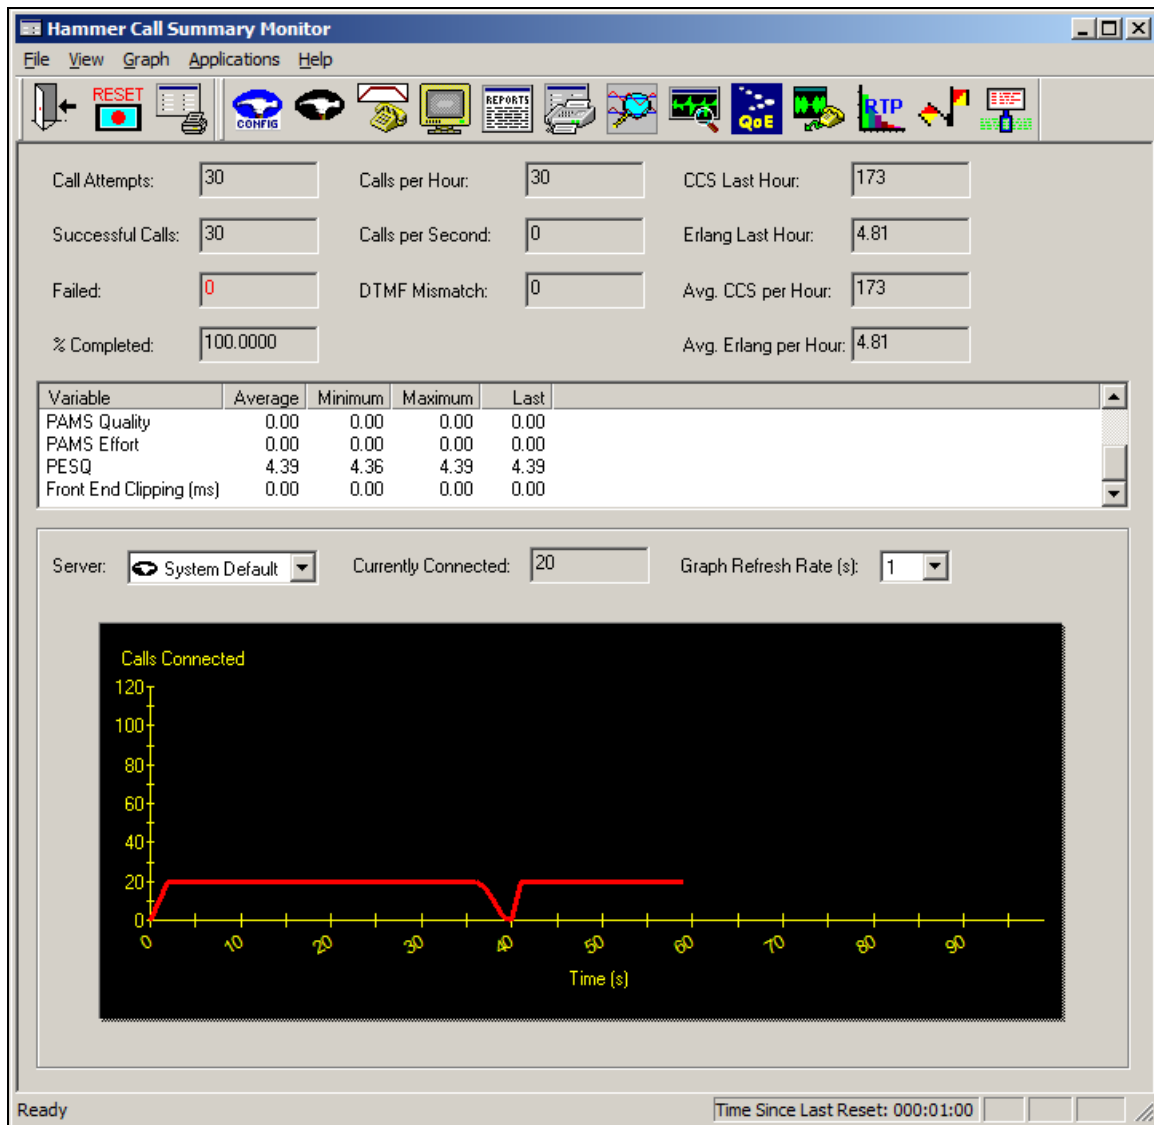 Hammer Call Summary Monitor
File View Graph Applications Help
RESET CONFIG REPORTS QoE RTP
Call Attempts: 30 Calls per Hour: 30 CCS Last Hour: 173
Successful Calls: 30 Calls per Second: 0 Erlang Last Hour: 4.81
Failed: 0 DTMF Mismatch: 0 Avg. CCS per Hour: 173
% Completed: 100.0000 Avg. Erlang per Hour: 4.81
Variable Average Minimum Maximum Last
PAMS Quality 0.00 0.00 0.00 0.00
PAMS Effort 0.00 0.00 0.00 0.00
PESQ 4.39 4.36 4.39 4.39
Front End Clipping (ms) 0.00 0.00 0.00 0.00
Server: System Default Currently Connected: 20 Graph Refresh Rate (s): 1
Calls Connected
120
100
80
60
40
20
0
0 10 20 30 40 50 60 70 80 90
Time (s)
Ready Time Since Last Reset: 000:01:00